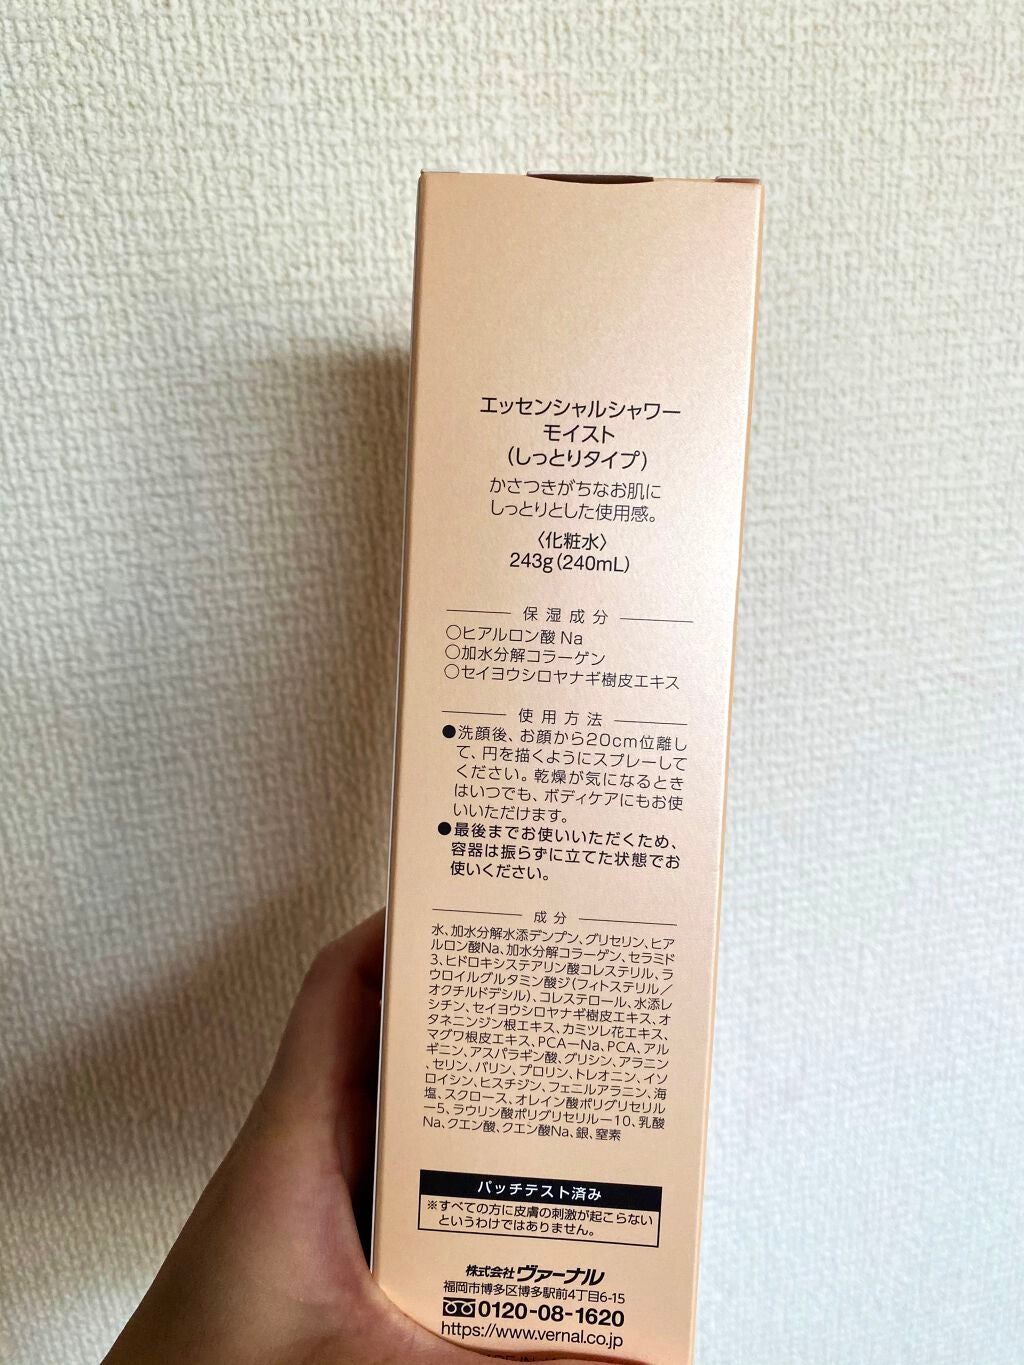 エッセンシャルシャワー
モイスト
(しっとりタイプ)
かさつきがちなお肌に
しっとりとした使用感。
〈化粧水〉
243g(240mL)
保湿成分
○ヒアルロン酸Na
○加水分解コラーゲン
○セイヨウシロヤナギ樹皮エキス
使用方法
●洗顔後、お顔から20cm位離し
て、円を描くようにスプレーして
ください。乾燥が気になるとき
はいつでも、ボディケアにもお使
いいただけます。
●最後までお使いいただくため、
容器は振らずに立てた状態でお
使いください。
成分
水、加水分解水添デンプン、グリセリン、ヒア
ルロン酸Na、加水分解コラーゲン、セラミド
3、ヒドロキシステアリン酸コレステリル、ラ
ウロイルグルタミン酸ジ(フィトステリル/
オクチルドデシル)、コレステロール、水添レ
シチン、セイヨウシロヤナギ樹皮エキス、オ
タネニンジン根エキス、カミツレ花エキス、
マグワ根皮エキス、PCA-Na、PCA、アル
ギニン、アスパラギン酸、グリシン、アラニン
、セリン、バリン、プロリン、トレオニン、イソ
ロイシン、ヒスチジン、フェニルアラニン、海
塩、スクロース、オレイン酸ポリグリセリル
-5、ラウリン酸ポリグリセリル-10、乳酸
Na、クエン酸、クエン酸Na、銀、窒素
パッチテスト済み
※すべての方に皮膚の刺激が起こらない
というわけではありません。
株式会社ヴァーナル
福岡市博多区博多駅前4丁目6-15
0120-08-1620
https://www.vernal.co.jp